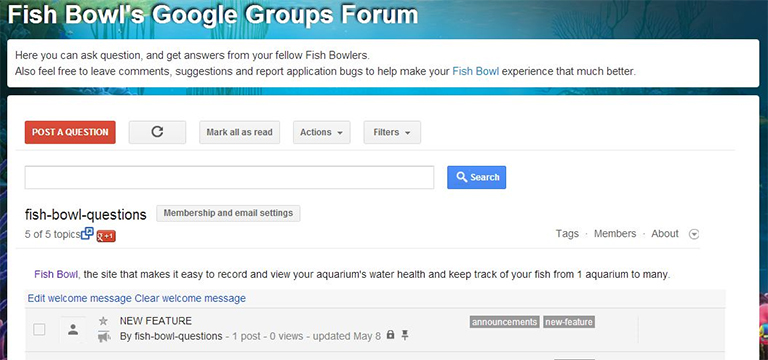 Fish Bowl's Google Groups Forum
Here you can ask question, and get answers from your fellow Fish Bowlers.
Also feel free to leave comments, suggestions and report application bugs to help make your Fish Bowl experience that much better.
POST A QUESTION Mark all as read Actions Filters
Search
fish-bowl-questions Membership and email settings
5 of 5 topics +1 Tags · Members · About
Fish Bowl, the site that makes it easy to record and view your aquarium's water health and keep track of your fish from 1 aquarium to many.
Edit welcome message Clear welcome message
NEW FEATURE announcements new-feature
By fish-bowl-questions - 1 post - 0 views - updated May 8